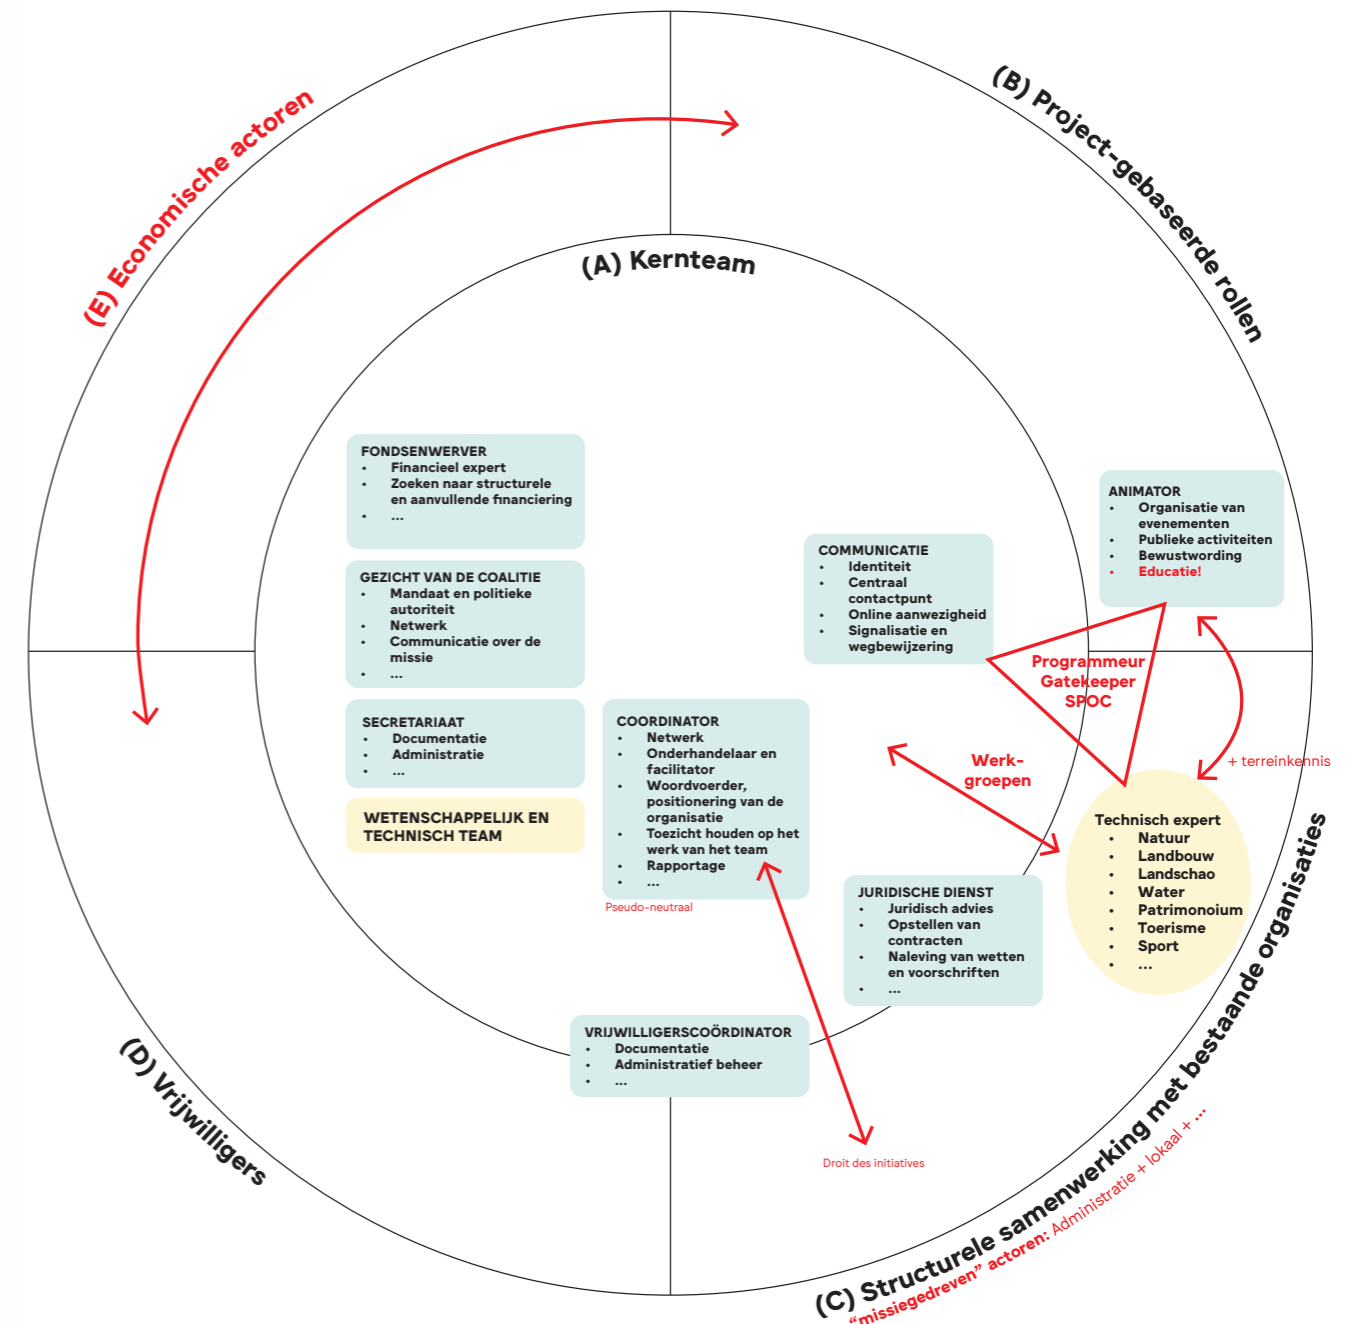 (E) Economische actoren
(B) Project-gebaseerde rollen
(A) Kernteam
FONDSENWERVER
• Financieel expert
• Zoeken naar structurele
en aanvullende financiering
• ...
GEZICHT VAN DE COALITIE
• Mandaat en politieke
autoriteit
• Netwerk
• Communicatie over de
missie
• ...
SECRETARIAAT
• Documentatie
• Administratie
• ...
WETENSCHAPPELIJK EN
TECHNISCH TEAM
COORDINATOR
• Netwerk
• Onderhandelaar en
facilitator
• Woordvoerder,
positionering van de
organisatie
• Toezicht houden op het
werk van het team
• Rapportage
• ...
Pseudo-neutraal
COMMUNICATIE
• Identiteit
• Centraal
contactpunt
• Online aanwezigheid
• Signalisatie en
wegbewijzering
ANIMATOR
• Organisatie van
evenementen
• Publieke activiteiten
• Bewustwording
• Educatie!
Programmeur
Gatekeeper
SPOC
Werk-
groepen
+ terreinkennis
Technisch expert
• Natuur
• Landbouw
• Landschao
• Water
• Patrimonoium
• Toerisme
• Sport
• ...
JURIDISCHE DIENST
• Juridisch advies
• Opstellen van
contracten
• Naleving van wetten
en voorschriften
• ...
VRIJWILLIGERSCOÖRDINATOR
• Documentatie
• Administratief beheer
• ...
Droit des initiatives
(D) Vrijwilligers
(C) Structurele samenwerking met bestaande organisaties
“missiegedreven” actoren: Administratie + lokaal + ...